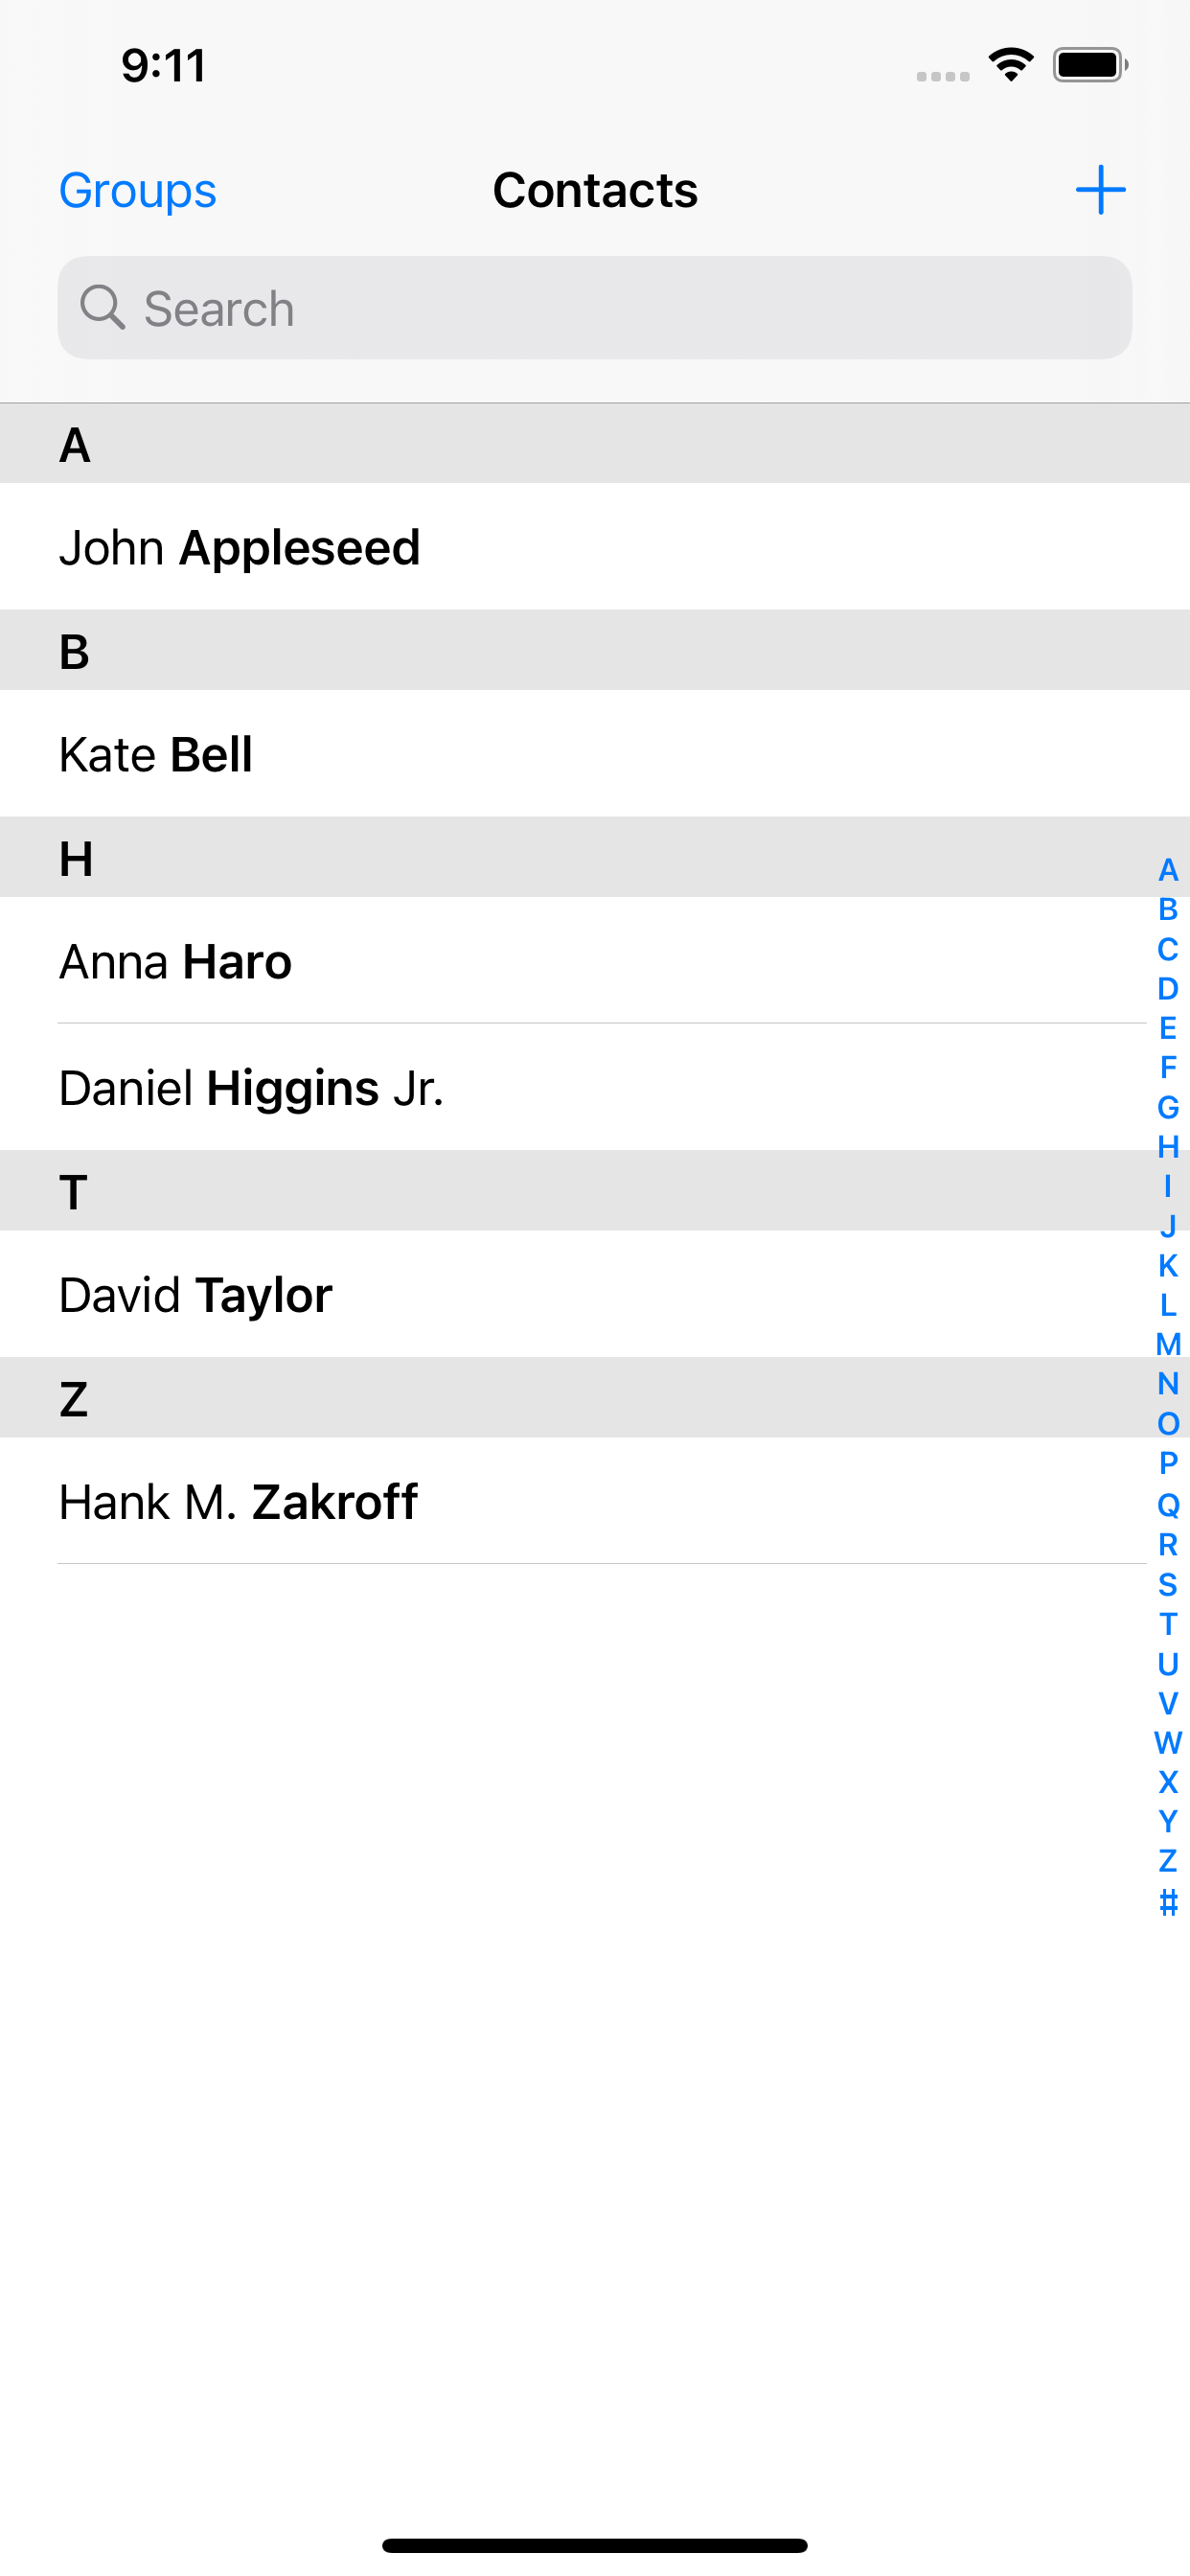 9:11
Groups Contacts
Search
A
John Appleseed
B
Kate Bell
H
Anna Haro
Daniel Higgins Jr.
T
David Taylor
Z
Hank M. Zakroff
A
B
C
D
E
F
G
H
I
J
K
L
M
N
O
P
Q
R
S
T
U
V
W
X
Y
Z
#